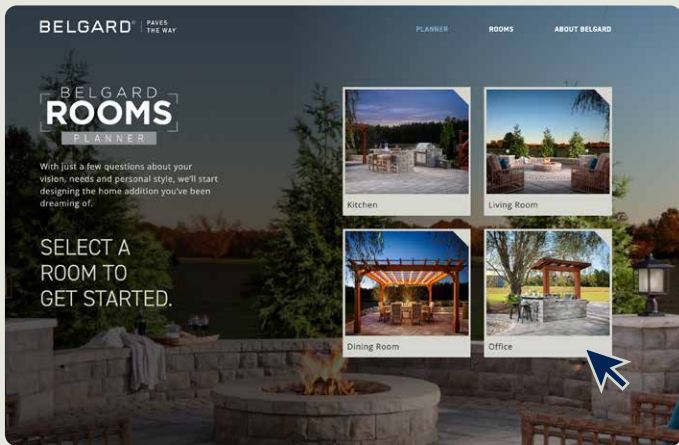 BELGARD® | PAVES THE WAY
PLANNER
ROOMS
ABOUT BELGARD
BELGARD
ROOMS
PLANNER
With just a few questions about your
vision, needs and personal style, we'll start
designing the home addition you've been
dreaming of.
SELECT A
ROOM TO
GET STARTED.
Kitchen
Living Room
Dining Room
Office